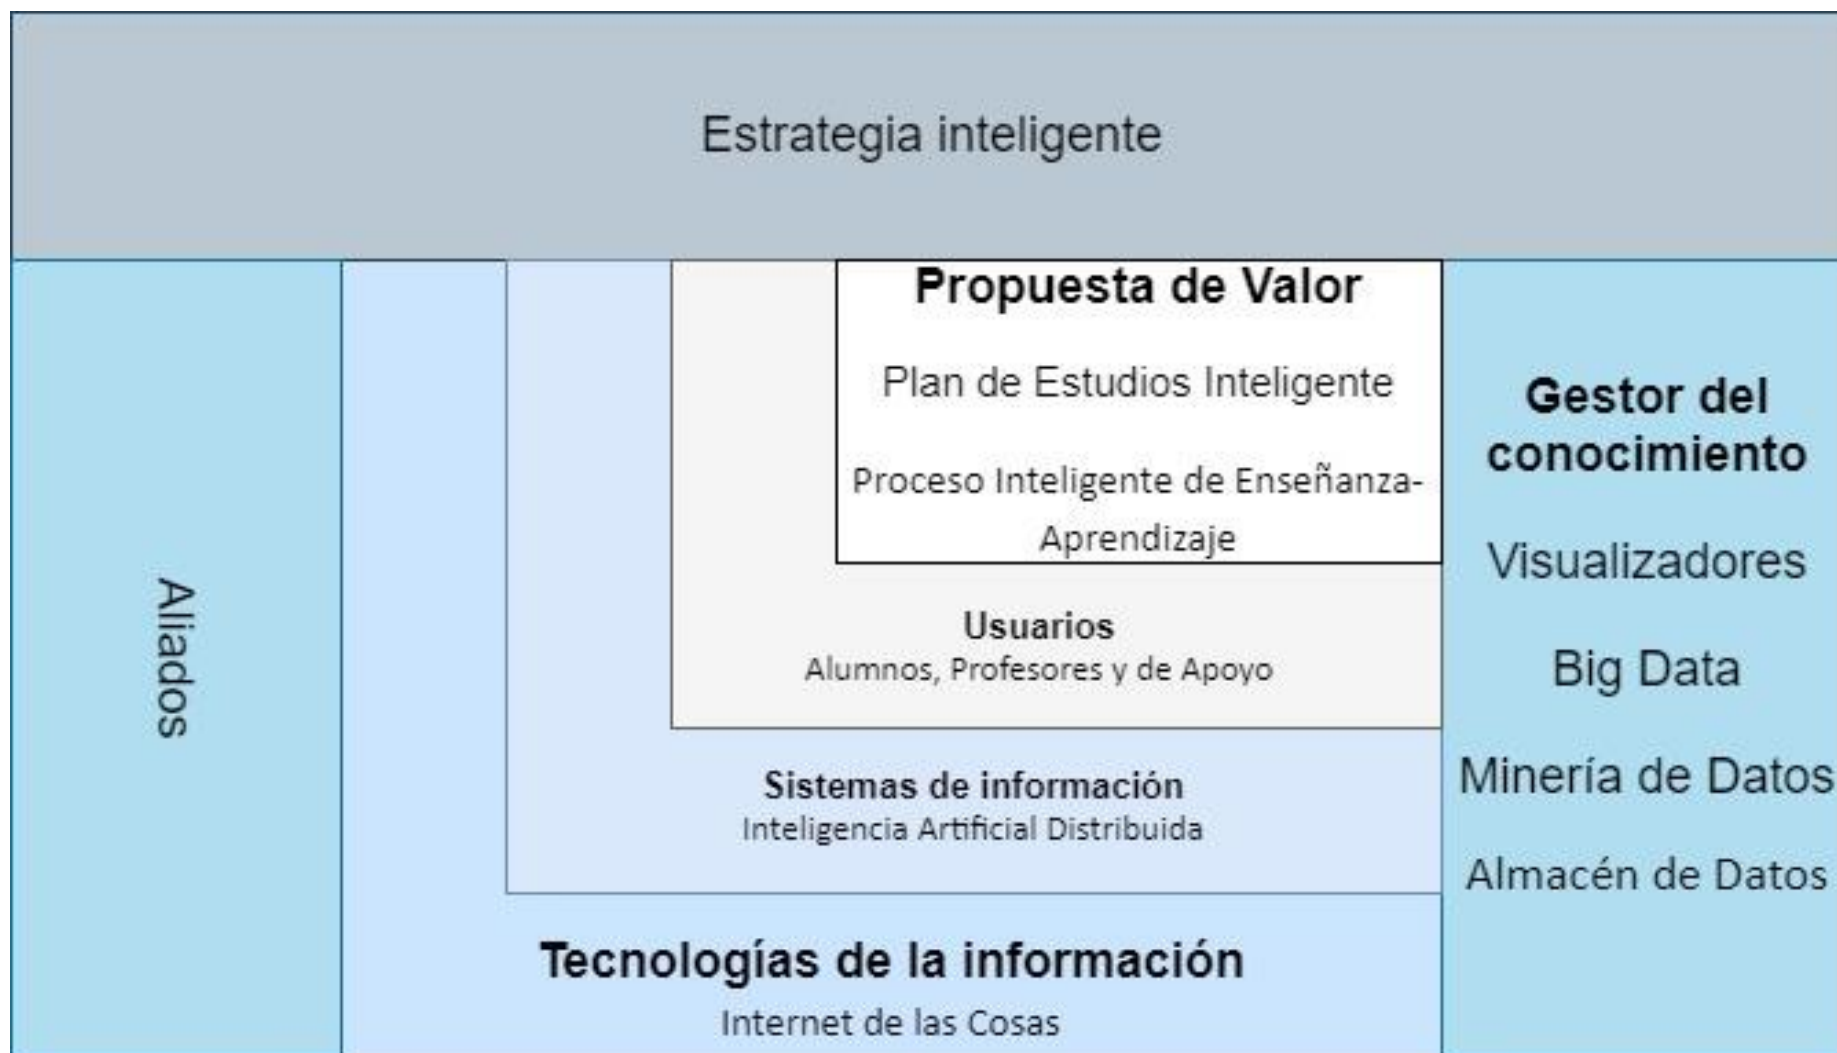 Estrategia inteligente
Aliados
Propuesta de Valor
Plan de Estudios Inteligente
Proceso Inteligente de Enseñanza-
Aprendizaje
Usuarios
Alumnos, Profesores y de Apoyo
Sistemas de información
Inteligencia Artificial Distribuida
Tecnologías de la información
Internet de las Cosas
Gestor del
conocimiento
Visualizadores
Big Data
Minería de Datos
Almacén de Datos